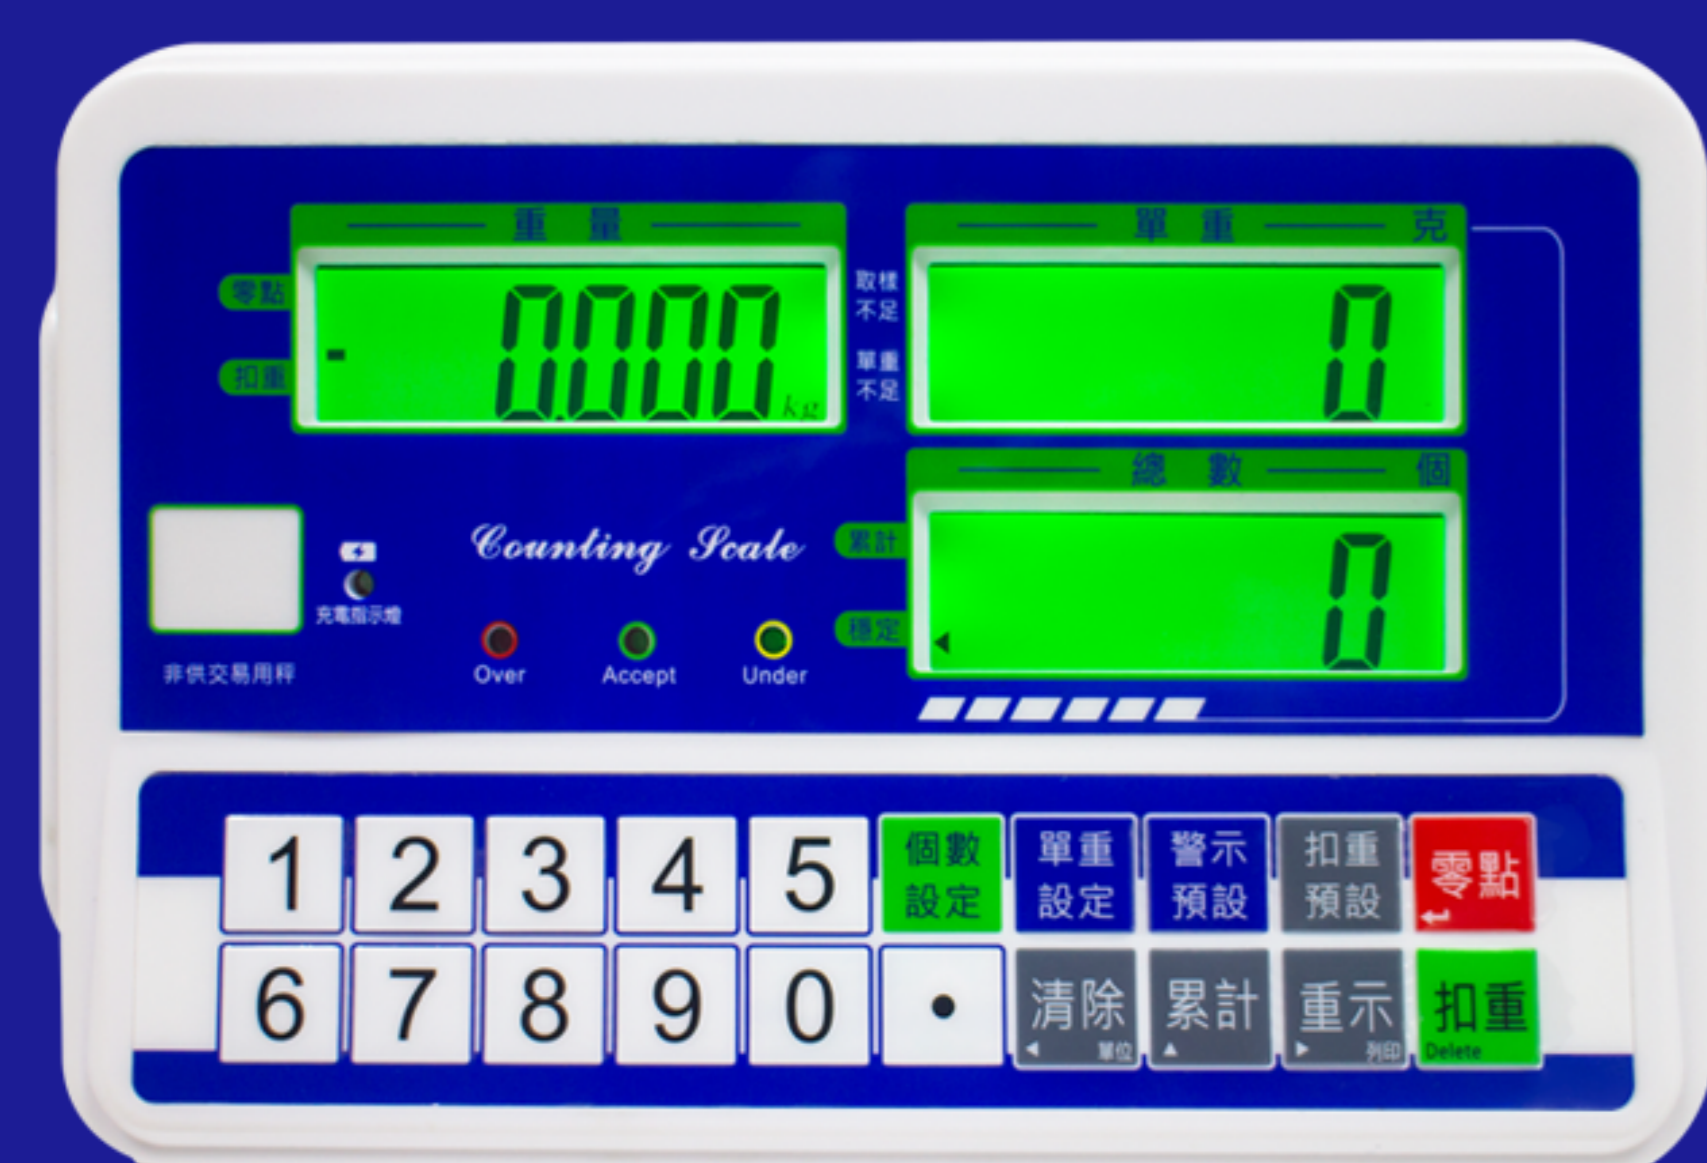 重量
單重 克
零點
扣重
0.000
kg
取樣
不足
單重
不足
0
總數 個
累計
穩定
0
Counting Scale
充電指示燈
非供交易用秤
Over
Accept
Under
1 2 3 4 5
個數
設定
單重
設定
警示
預設
扣重
預設
零點
6 7 8 9 0 •
清除
單位
累計
重示
列印
扣重
Delete